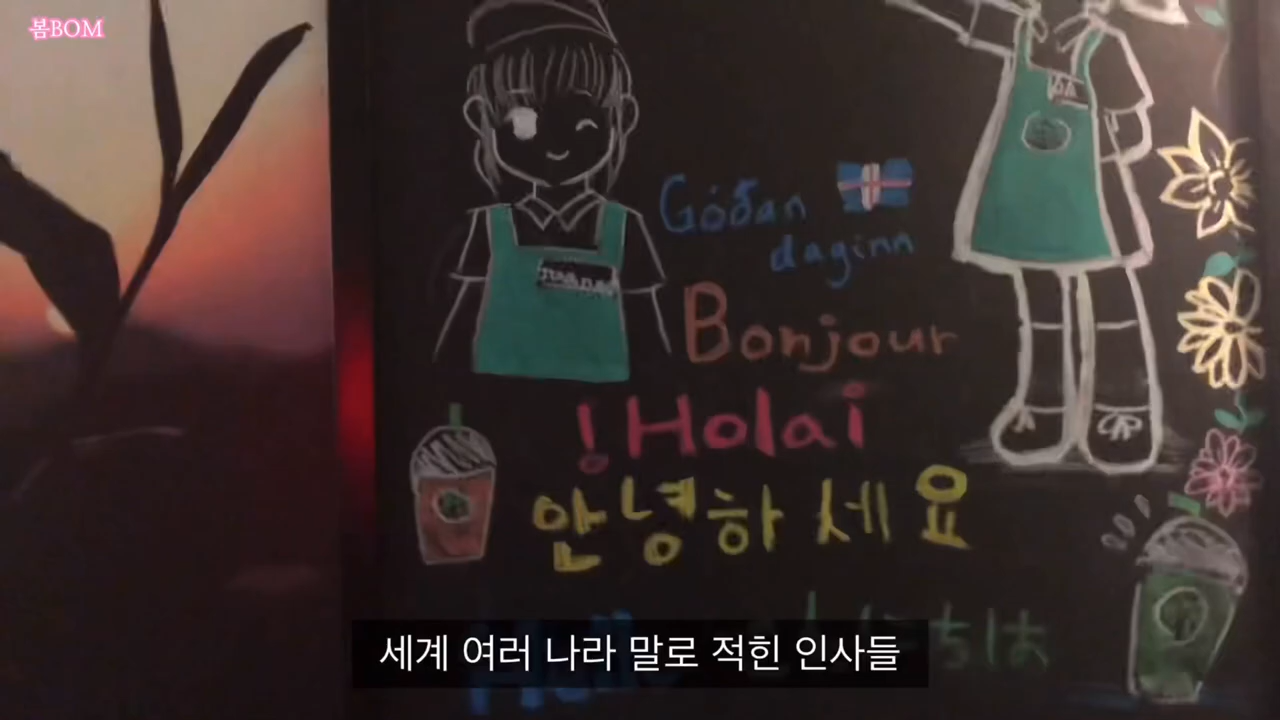 봄BOM
Góðan
daginn
Bonjour
¡Holai
안녕하세요
세계 여러 나라 말로 적힌 인사들